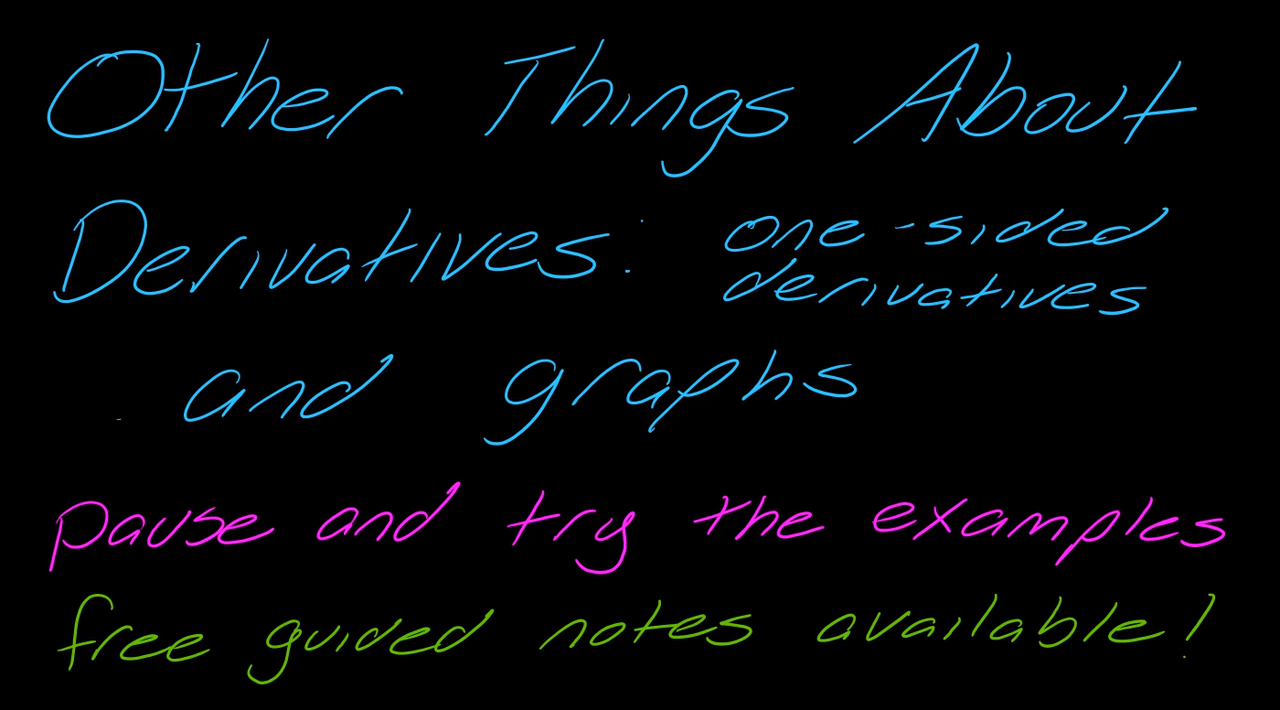 Other Things About
Derivatives: one-sided
derivatives
and graphs
pause and try the examples
free guided notes available!